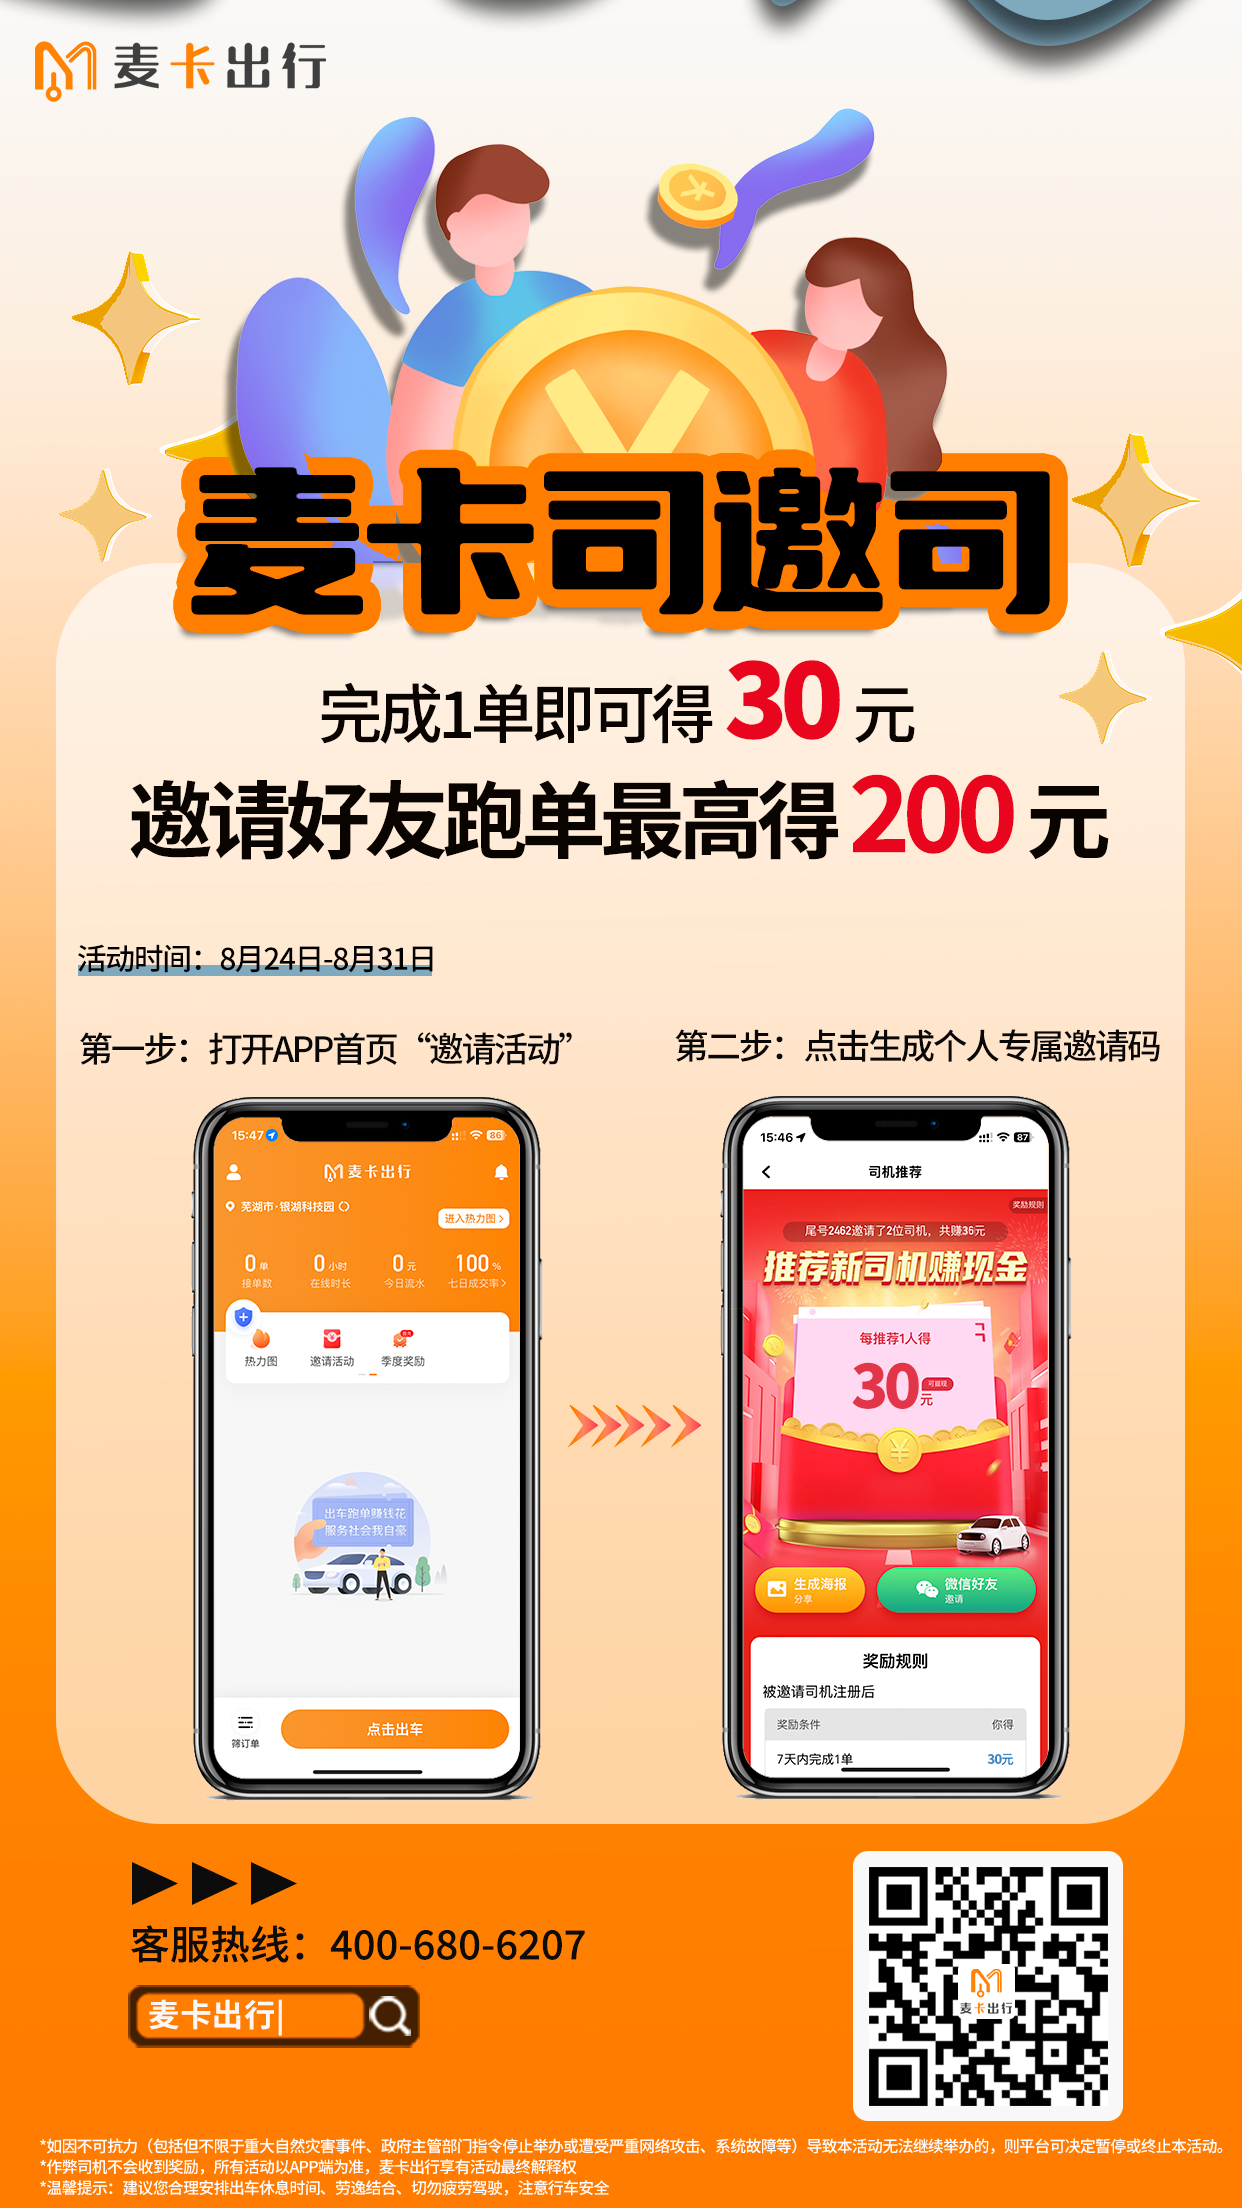 麦卡出行
麦卡司邀司
完成1单即可得30元
邀请好友跑单最高得200元
活动时间：8月24日-8月31日
第一步：打开APP首页“邀请活动”
第二步：点击生成个人专属邀请码
15:47
86
麦卡出行
芜湖市·银湖科技园
进入热力图
0单
0小时
0元
100%
接单数
在线时长
今日流水
七日成交率
热力图
邀请活动
季度奖励
出车跑单赚钱花
服务社会我自豪
筛订单
点击出车
15:46
87
司机推荐
奖励规则
尾号2462邀请了2位司机，共赚36元
推荐新司机赚现金
每推荐1人得
30元
可提现
生成海报
分享
微信好友
邀请
奖励规则
被邀请司机注册后
奖励条件
你得
7天内完成1单
30元
客服热线：400-680-6207
麦卡出行
麦卡出行
*如因不可抗力（包括但不限于重大自然灾害事件、政府主管部门指令停止举办或遭受严重网络攻击、系统故障等）导致本活动无法继续举办的，则平台可决定暂停或终止本活动。
*作弊司机不会收到奖励，所有活动以APP端为准，麦卡出行享有活动最终解释权
*温馨提示：建议您合理安排出车休息时间、劳逸结合、切勿疲劳驾驶，注意行车安全